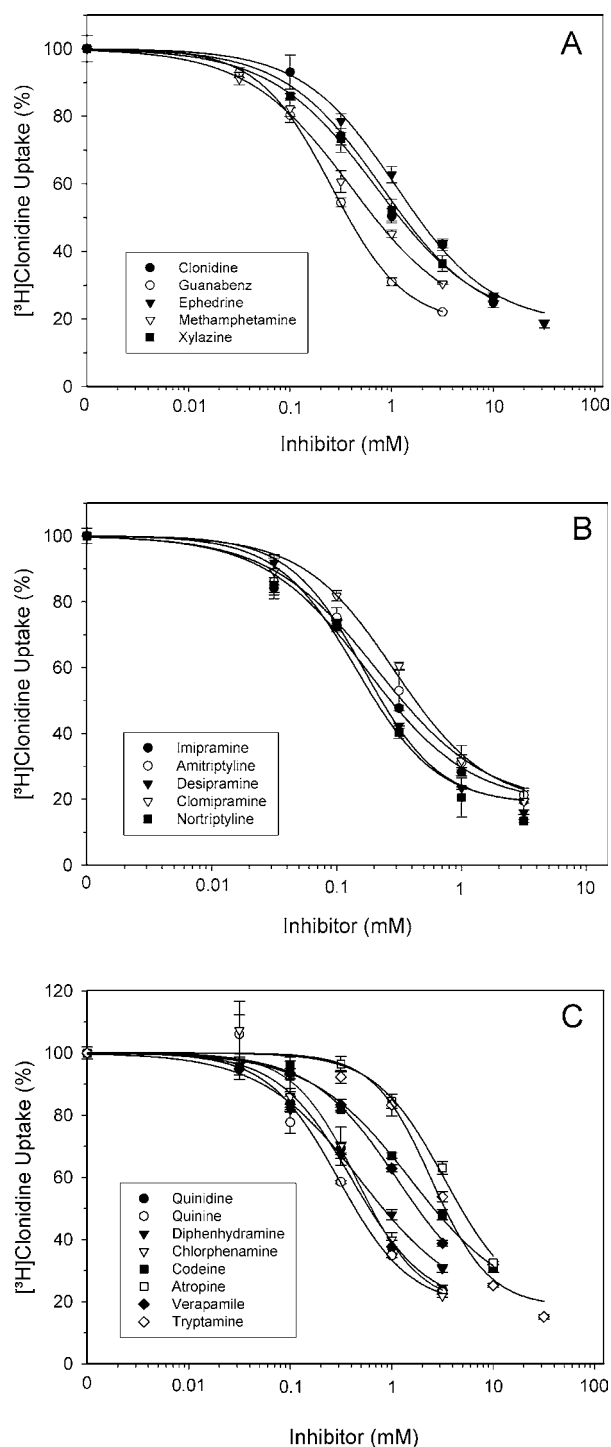 A
[³H]Clonidine Uptake (%)
100
80
60
40
20
0
Clonidine
Guanabenz
Ephedrine
Methamphetamine
Xylazine
0 0.01 0.1 1 10 100
Inhibitor (mM)
B
[³H]Clonidine Uptake (%)
100
80
60
40
20
0
Imipramine
Amitriptyline
Desipramine
Clomipramine
Nortriptyline
0 0.01 0.1 1 10
Inhibitor (mM)
C
[³H]Clonidine Uptake (%)
120
100
80
60
40
20
0
Quinidine
Quinine
Diphenhydramine
Chlorphenamine
Codeine
Atropine
Verapamile
Tryptamine
0 0.01 0.1 1 10 100
Inhibitor (mM)